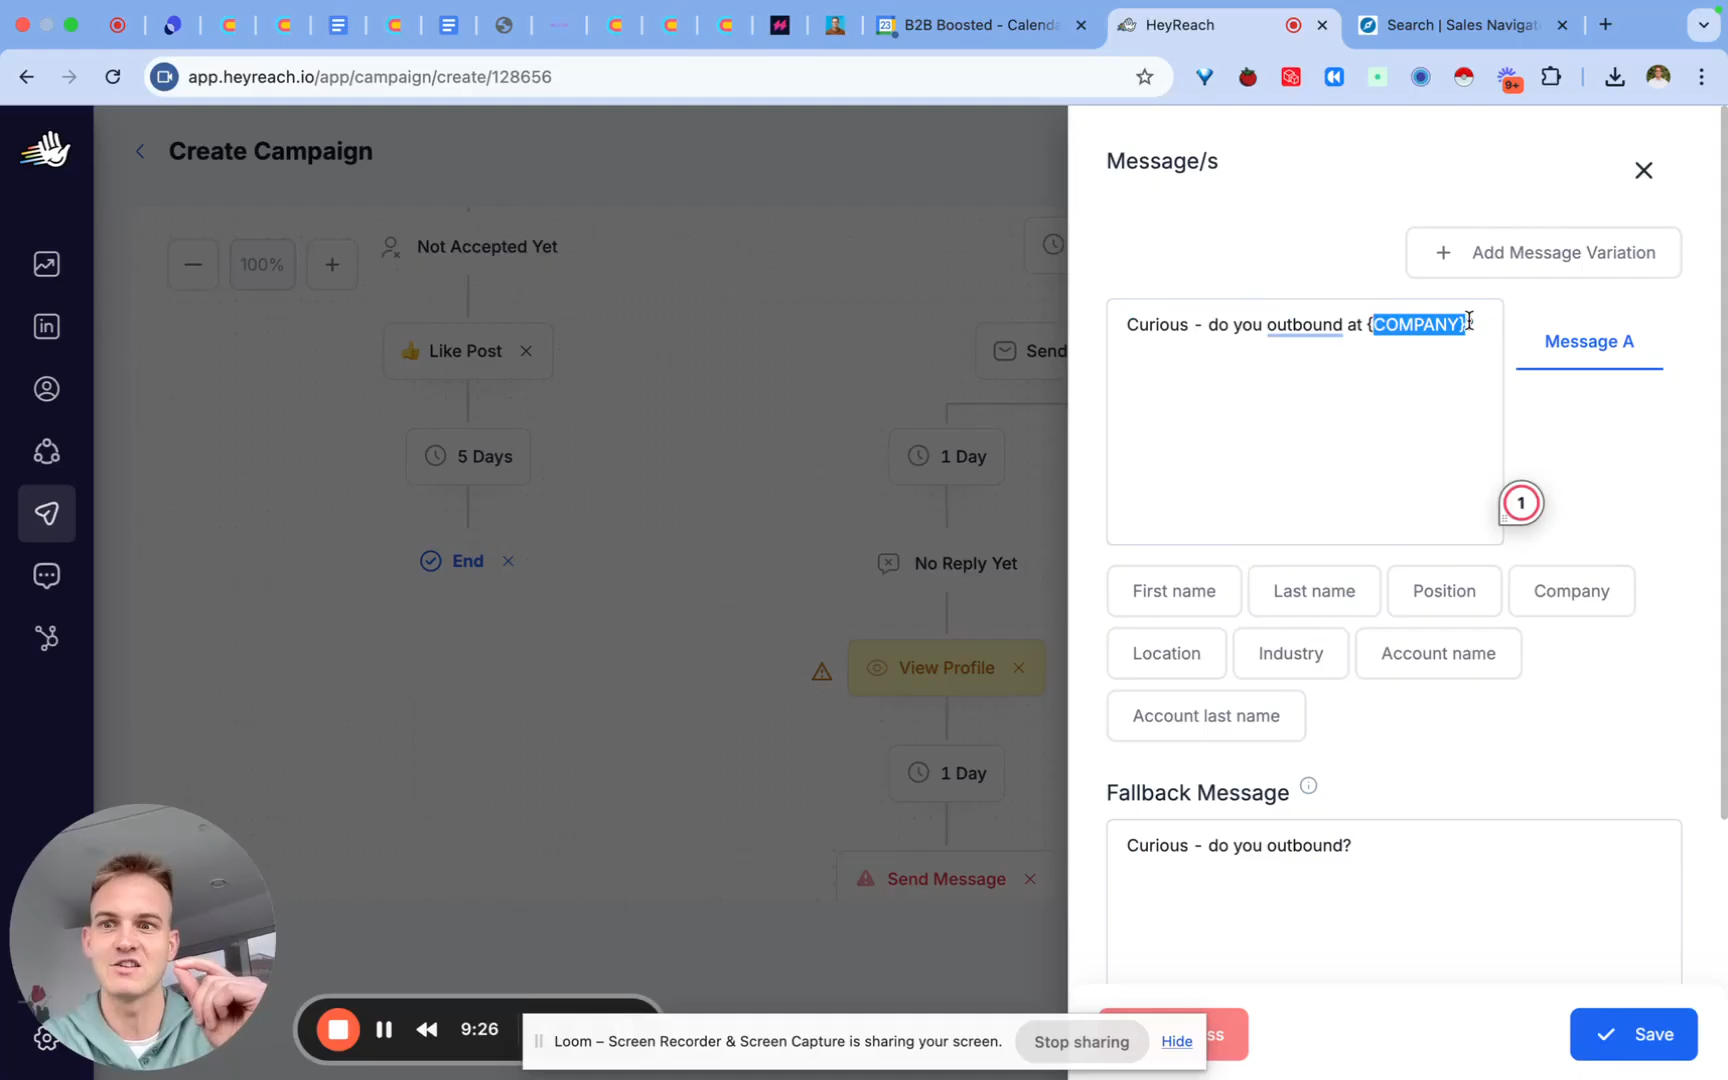 B2B Boosted - Calenda
HeyReach
Search | Sales Navigat
23
app.heyreach.io/app/campaign/create/128656
9+
Create Campaign
100%
Not Accepted Yet
Like Post
5 Days
End
Send
1 Day
No Reply Yet
View Profile
1 Day
Send Message
Message/s
Add Message Variation
Curious - do you outbound at {COMPANY}
Message A
1
First name
Last name
Position
Company
Location
Industry
Account name
Account last name
Fallback Message
Curious - do you outbound?
Save
9:26
Loom – Screen Recorder & Screen Capture is sharing your screen.
Stop sharing
Hide
ss